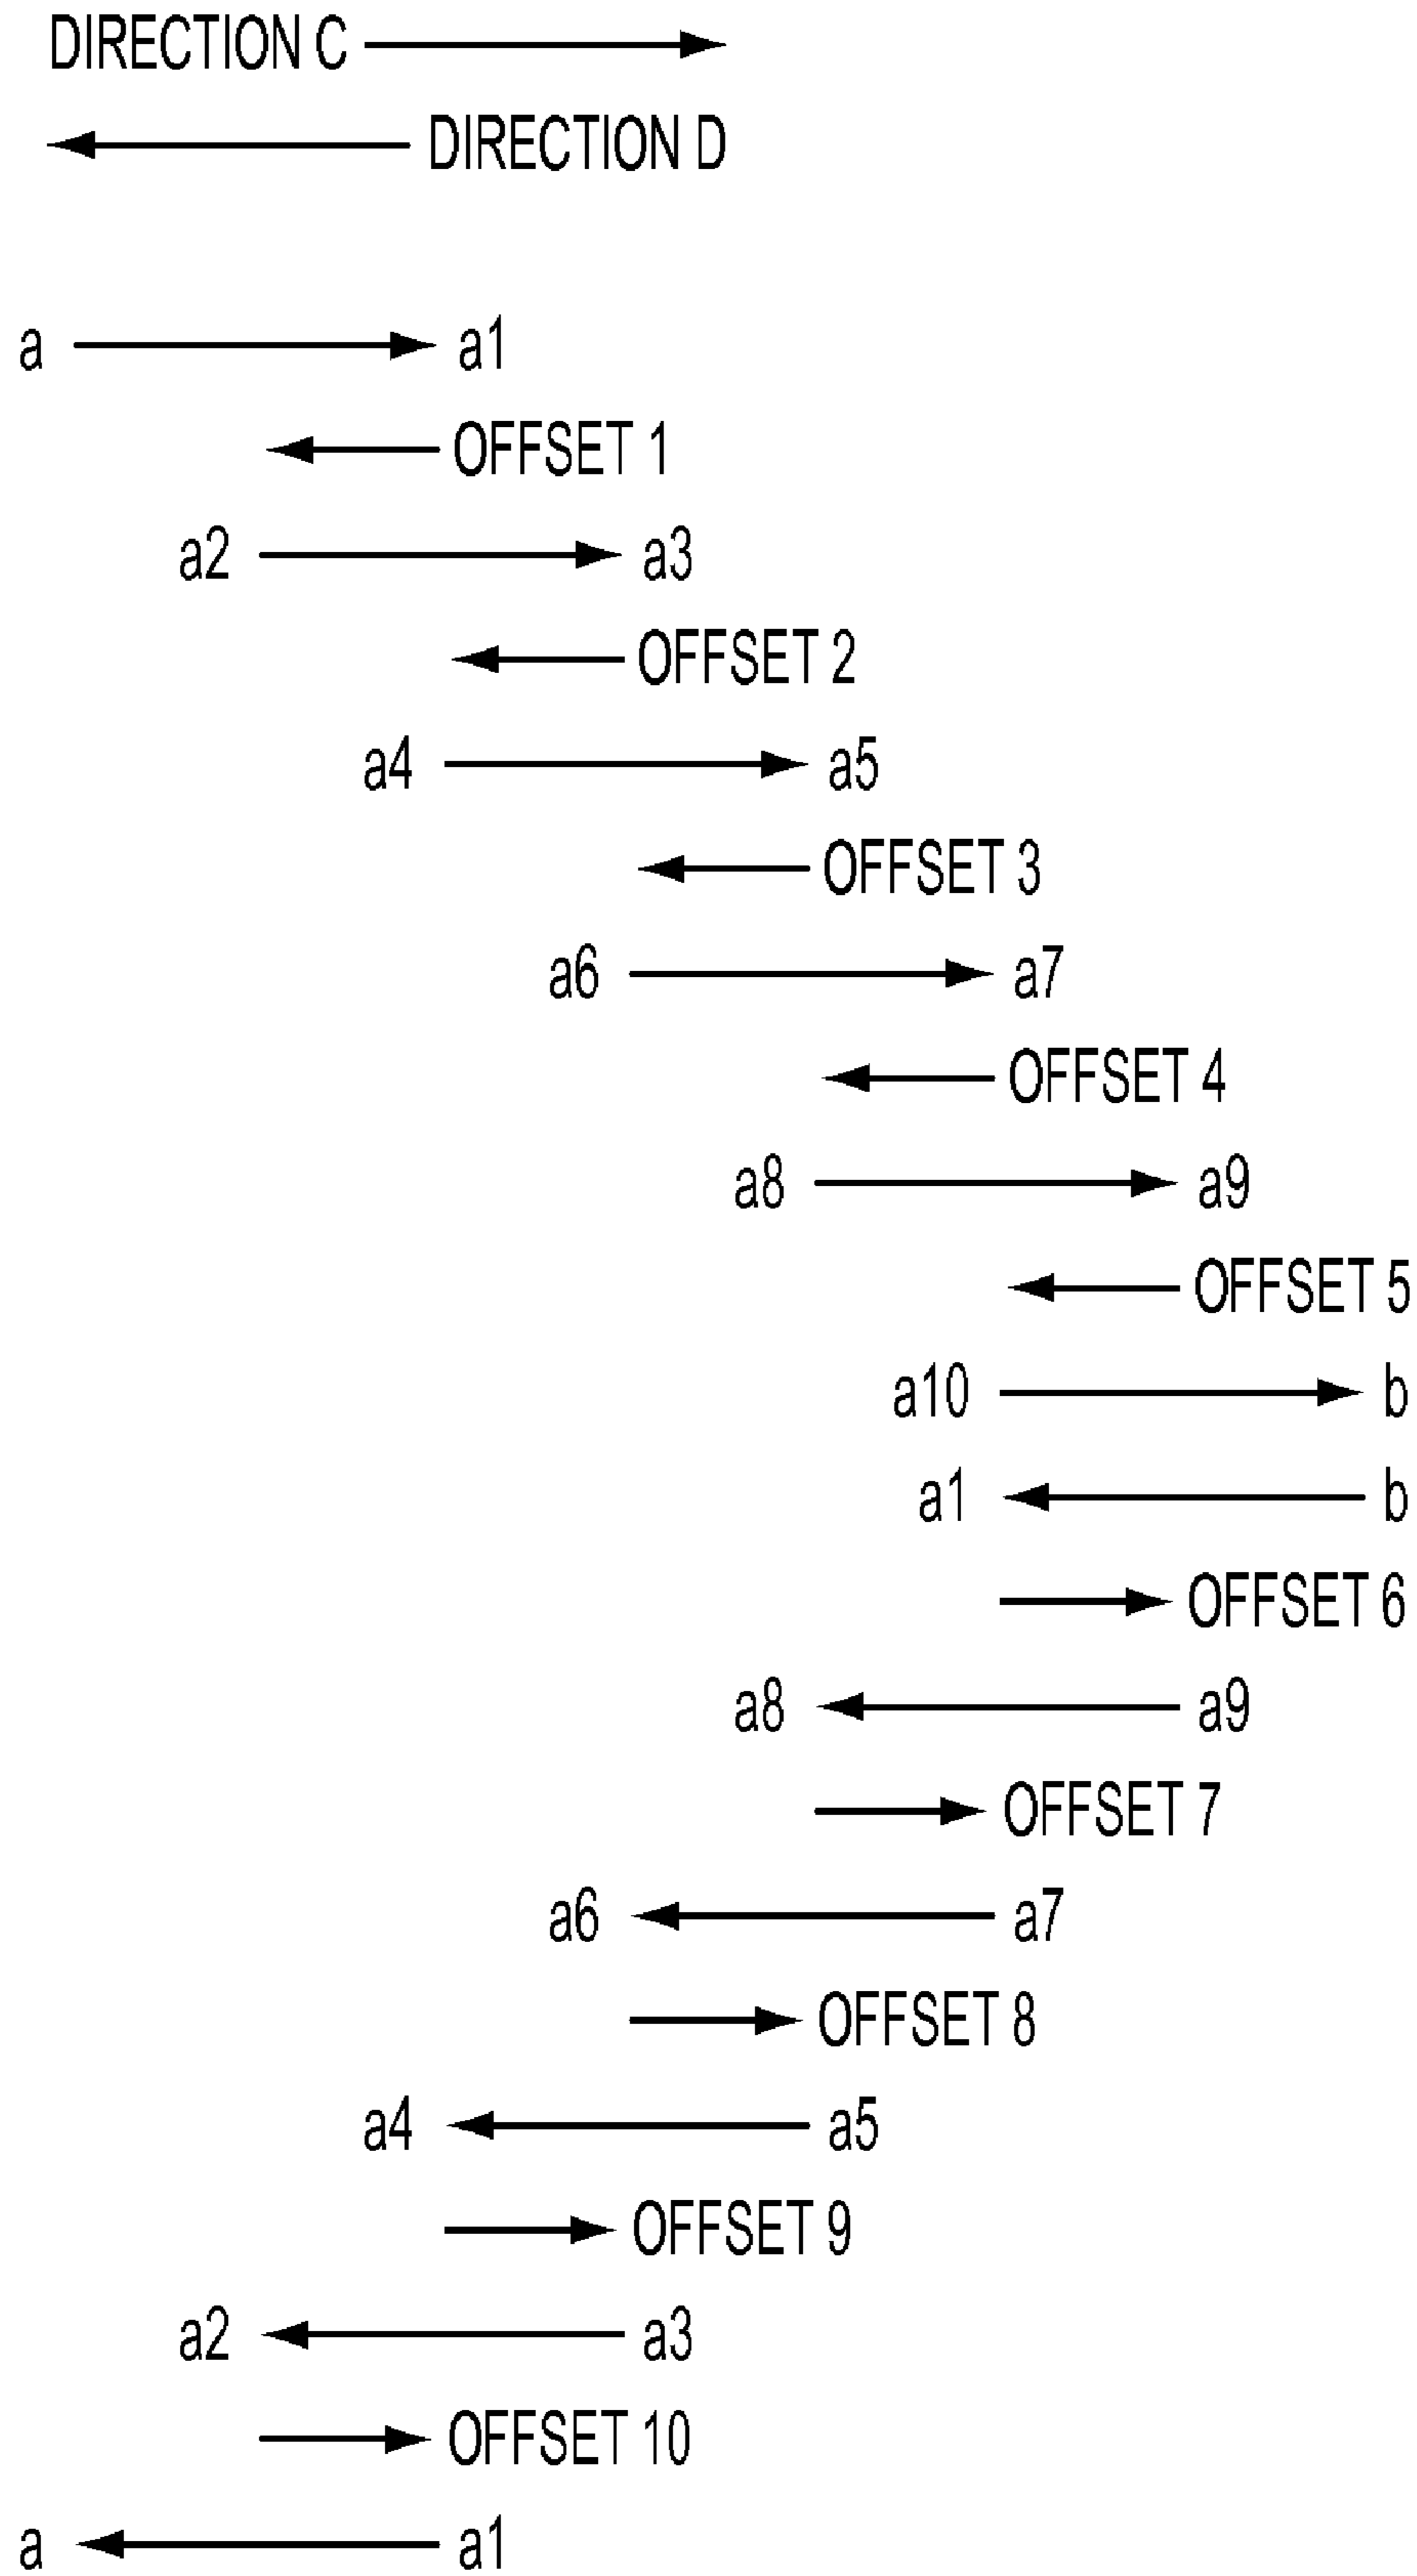 DIRECTION C
DIRECTION D
a a1
OFFSET 1
a2 a3
OFFSET 2
a4 a5
OFFSET 3
a6 a7
OFFSET 4
a8 a9
OFFSET 5
a10 b
a1 b
OFFSET 6
a8 a9
OFFSET 7
a6 a7
OFFSET 8
a4 a5
OFFSET 9
a2 a3
OFFSET 10
a a1